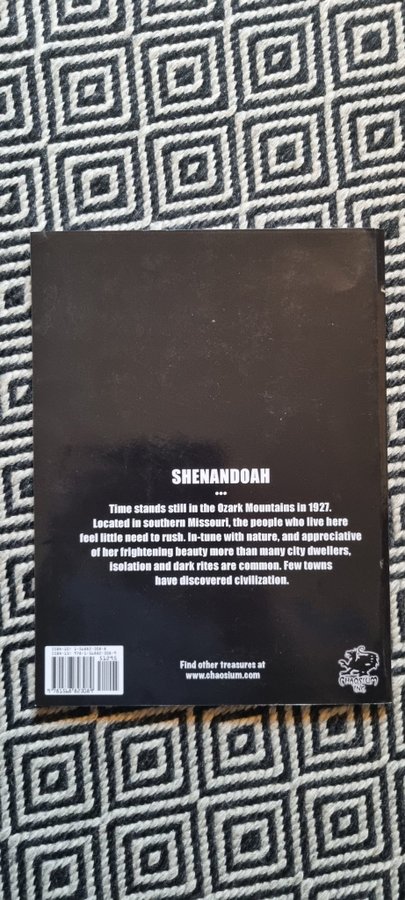 SHENANDOAH
•••
Time stands still in the Ozark Mountains in 1927.
Located in southern Missouri, the people who live here
feel little need to rush. In-tune with nature, and appreciative
of her frightening beauty more than many city dwellers,
isolation and dark rites are common. Few towns
have discovered civilization.
Find other treasures at
www.chaosium.com
CHAOSIUM
INC.